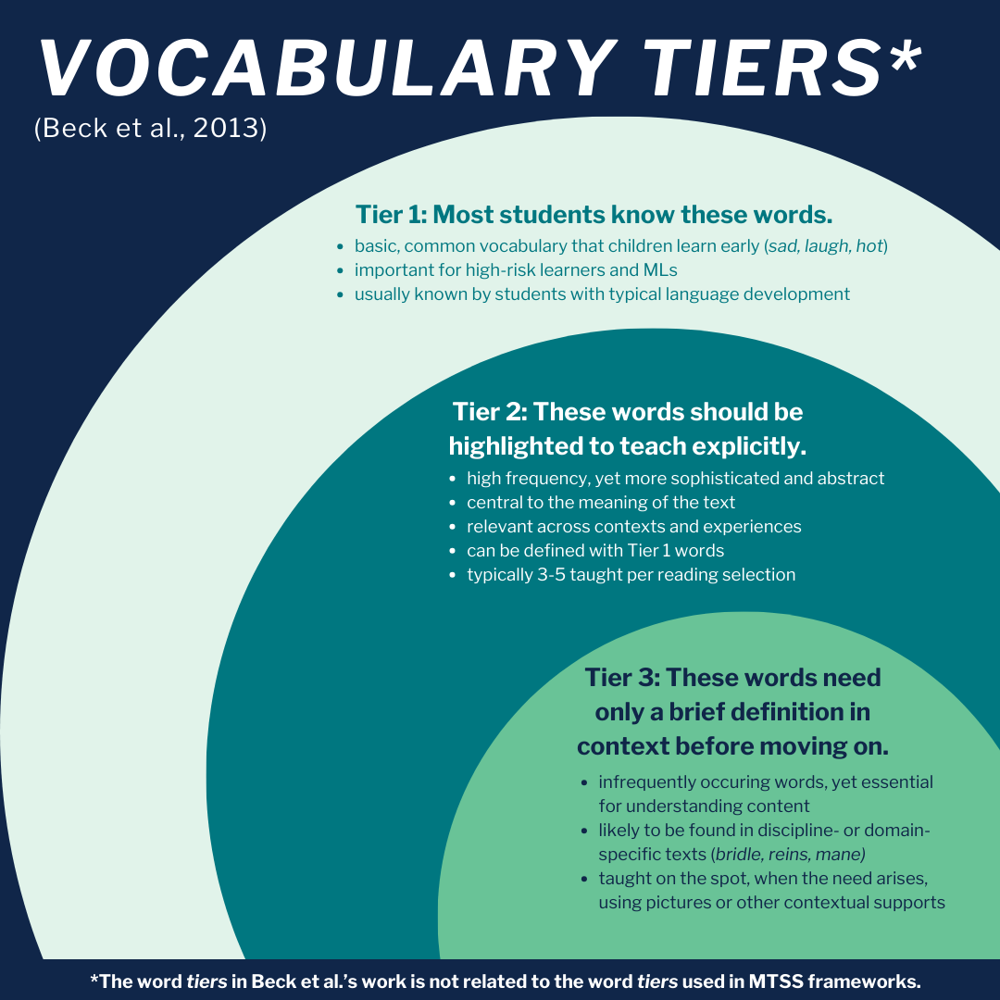 VOCABULARY TIERS*
(Beck et al., 2013)
Tier 1: Most students know these words.
• basic, common vocabulary that children learn early (sad, laugh, hot)
• important for high-risk learners and MLs
• usually known by students with typical language development
Tier 2: These words should be
highlighted to teach explicitly.
• high frequency, yet more sophisticated and abstract
• central to the meaning of the text
• relevant across contexts and experiences
• can be defined with Tier 1 words
• typically 3-5 taught per reading selection
Tier 3: These words need
only a brief definition in
context before moving on.
• infrequently occuring words, yet essential
for understanding content
• likely to be found in discipline- or domain-
specific texts (bridle, reins, mane)
• taught on the spot, when the need arises,
using pictures or other contextual supports
*The word tiers in Beck et al.’s work is not related to the word tiers used in MTSS frameworks.